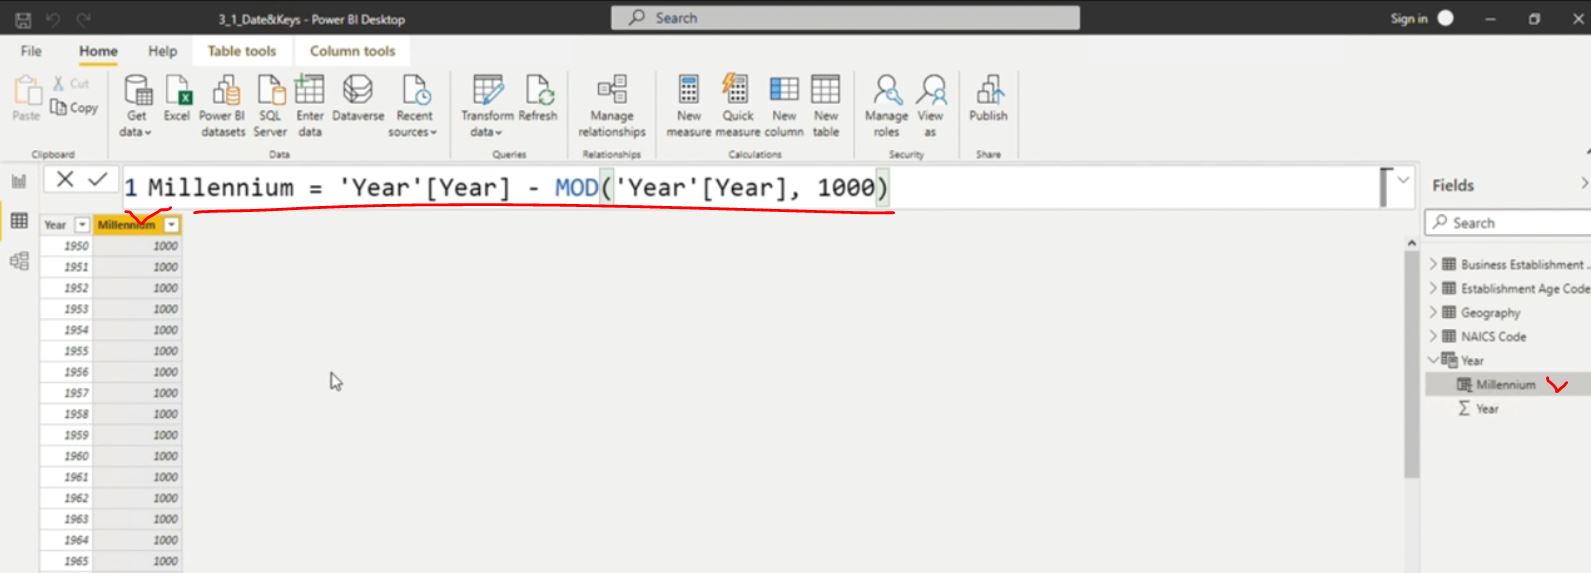 3_1_Date&Keys - Power BI Desktop
Search
Sign in
File Home Help Table tools Column tools
Paste
Cut
Copy
Clipboard
Get data
Excel
Power BI datasets
SQL Server
Enter data
Dataverse
Recent sources
Data
Transform data
Refresh
Queries
Manage relationships
Relationships
New measure
Quick measure
New column
New table
Calculations
Manage roles
View as
Security
Publish
Share
1 Millennium = 'Year'[Year] - MOD('Year'[Year], 1000)
Year Millennium
1950 1000
1951 1000
1952 1000
1953 1000
1954 1000
1955 1000
1956 1000
1957 1000
1958 1000
1959 1000
1960 1000
1961 1000
1962 1000
1963 1000
1964 1000
1965 1000
Fields
Search
Business Establishment ..
Establishment Age Code
Geography
NAICS Code
Year
Millennium
Year